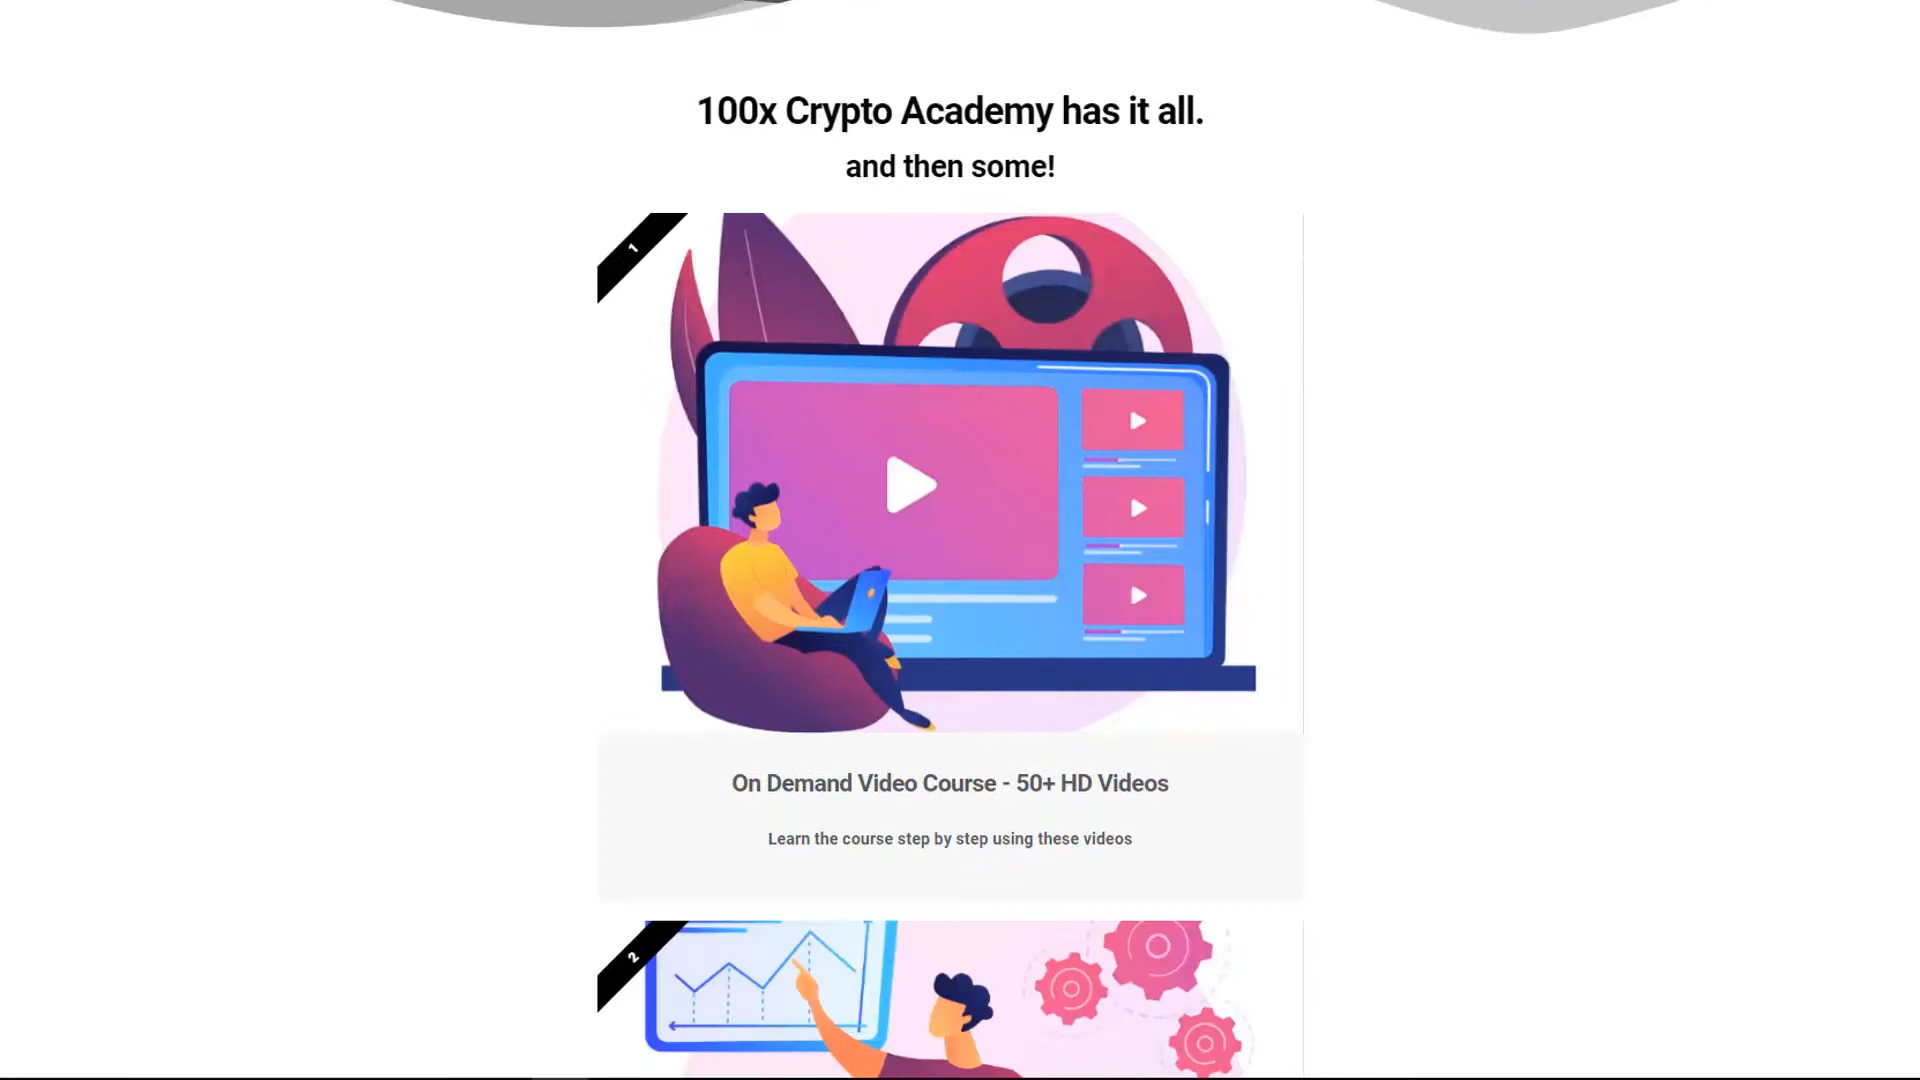 100x Crypto Academy has it all.
and then some!
1
On Demand Video Course - 50+ HD Videos
Learn the course step by step using these videos
2